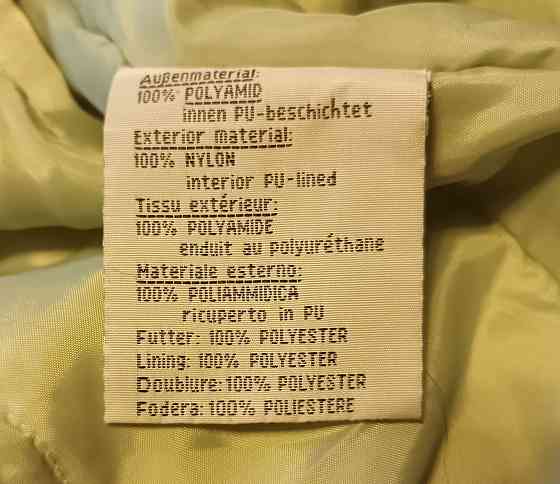 Außenmaterial:
100% POLYAMID
innen PU-beschichtet
Exterior material:
100% NYLON
interior PU-lined
Tissu extérieur:
100% POLYAMIDE
enduit au polyuréthane
Materiale esterno:
100% POLIAMMIDICA
ricuperto in PU
Futter: 100% POLYESTER
Lining: 100% POLYESTER
Doublure: 100% POLYESTER
Fodera: 100% POLIESTERE